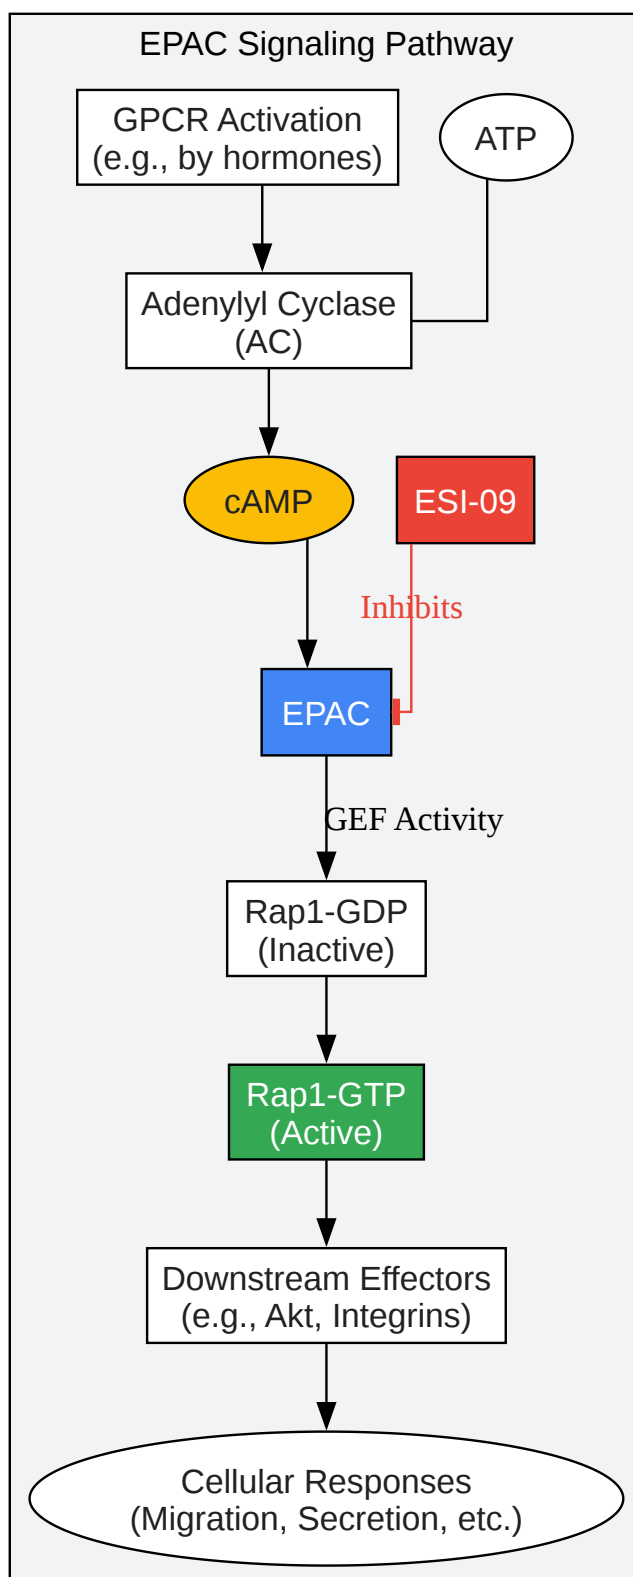 EPAC Signaling Pathway
GPCR Activation
(e.g., by hormones)
ATP
Adenylyl Cyclase
(AC)
cAMP
ESI-09
Inhibits
EPAC
GEF Activity
Rap1-GDP
(Inactive)
Rap1-GTP
(Active)
Downstream Effectors
(e.g., Akt, Integrins)
Cellular Responses
(Migration, Secretion, etc.)